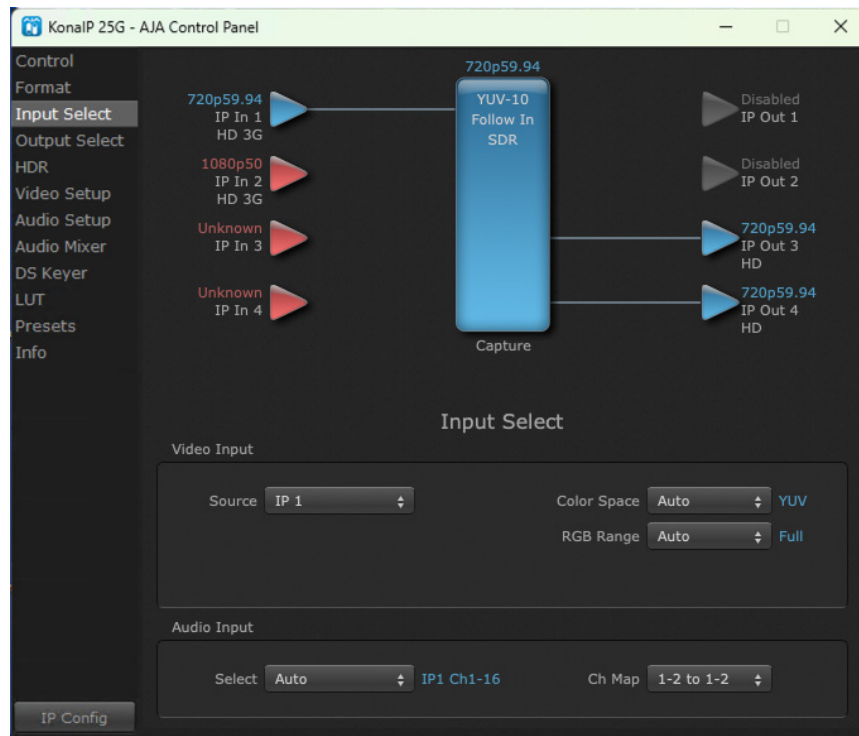 KonaIP 25G - AJA Control Panel
Control
Format
Input Select
Output Select
HDR
Video Setup
Audio Setup
Audio Mixer
DS Keyer
LUT
Presets
Info
IP Config
720p59.94
720p59.94
IP In 1
HD 3G
1080p50
IP In 2
HD 3G
Unknown
IP In 3
Unknown
IP In 4
YUV-10
Follow In
SDR
Capture
Disabled
IP Out 1
Disabled
IP Out 2
720p59.94
IP Out 3
HD
720p59.94
IP Out 4
HD
Input Select
Video Input
Source IP 1 Color Space Auto YUV
RGB Range Auto Full
Audio Input
Select Auto IP1 Ch1-16 Ch Map 1-2 to 1-2